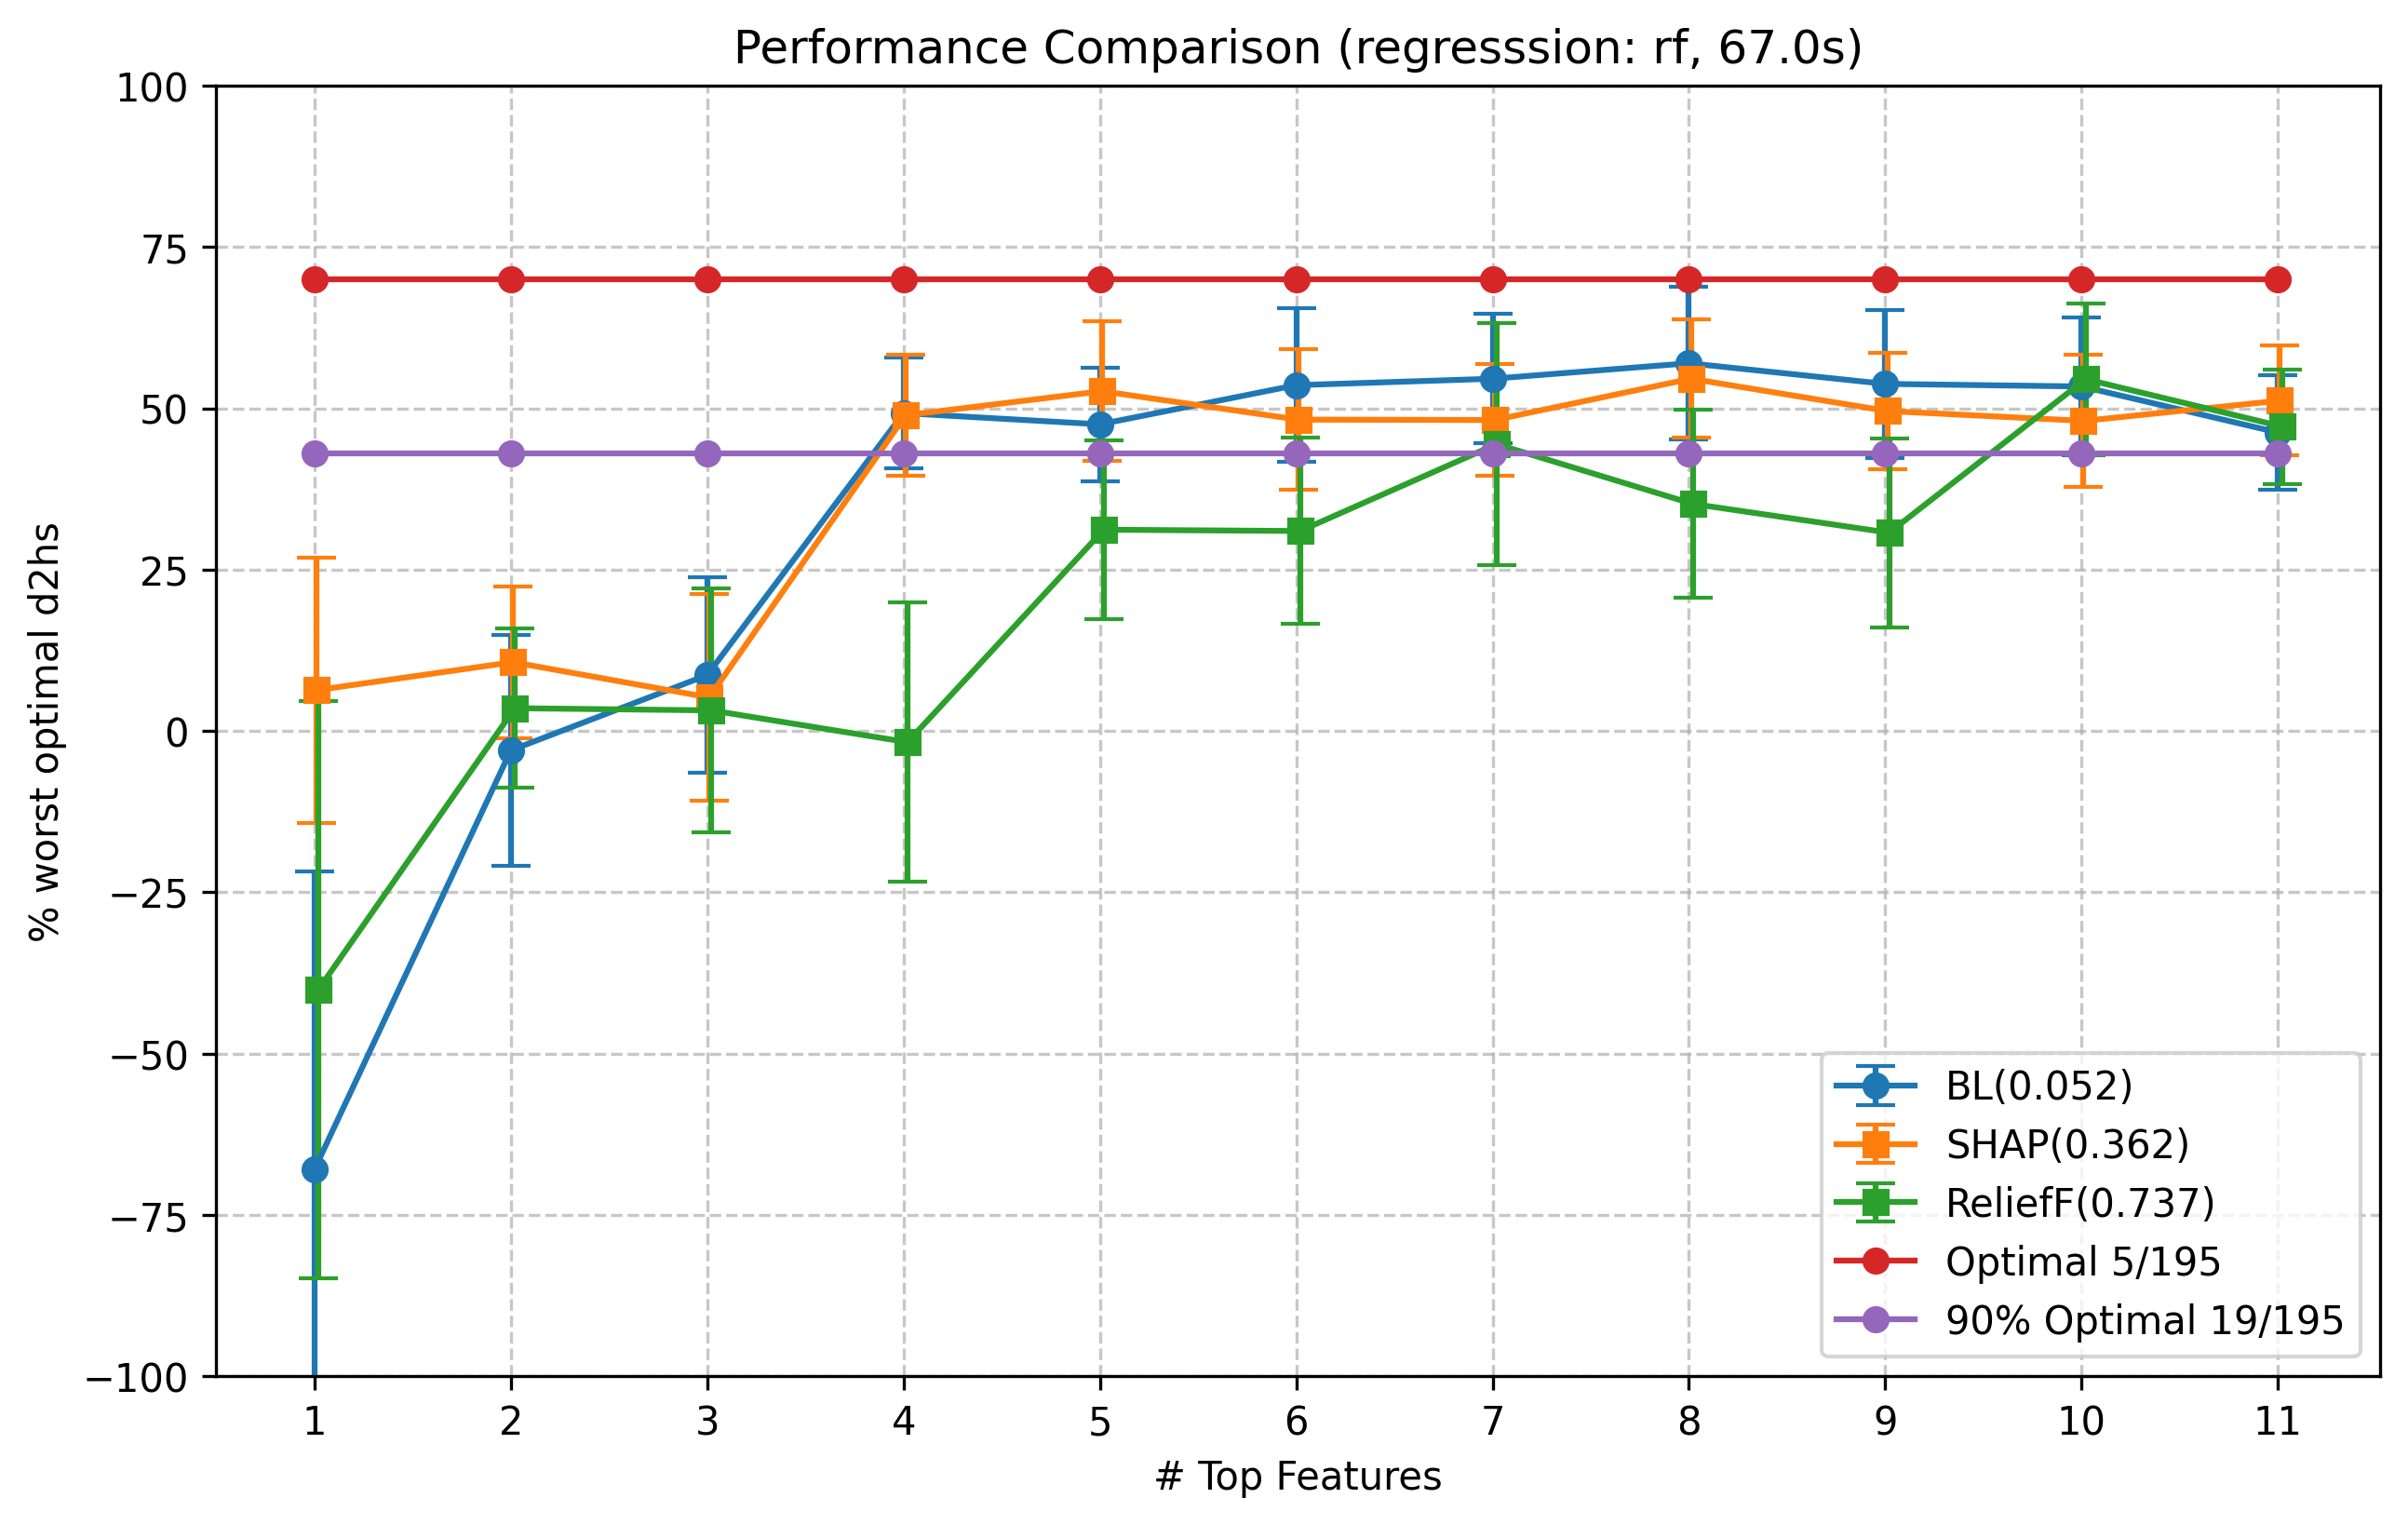 Performance Comparison (regresssion: rf, 67.0s)
% worst optimal d2hs
100
75
50
25
0
−25
−50
−75
−100
1 2 3 4 5 6 7 8 9 10 11
# Top Features
BL(0.052)
SHAP(0.362)
ReliefF(0.737)
Optimal 5/195
90% Optimal 19/195